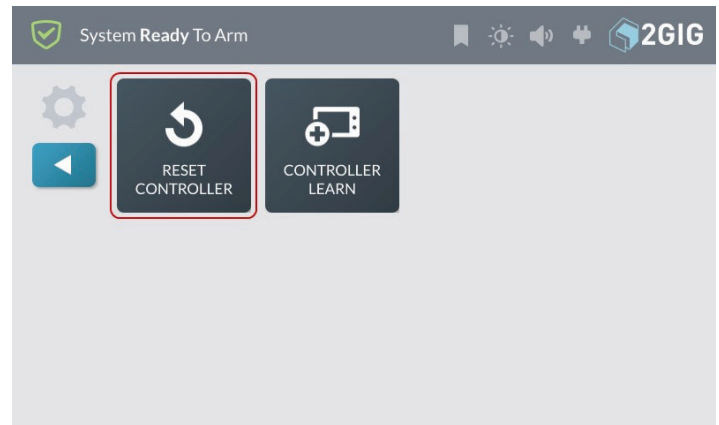 System Ready To Arm
2GIG
RESET
CONTROLLER
CONTROLLER
LEARN